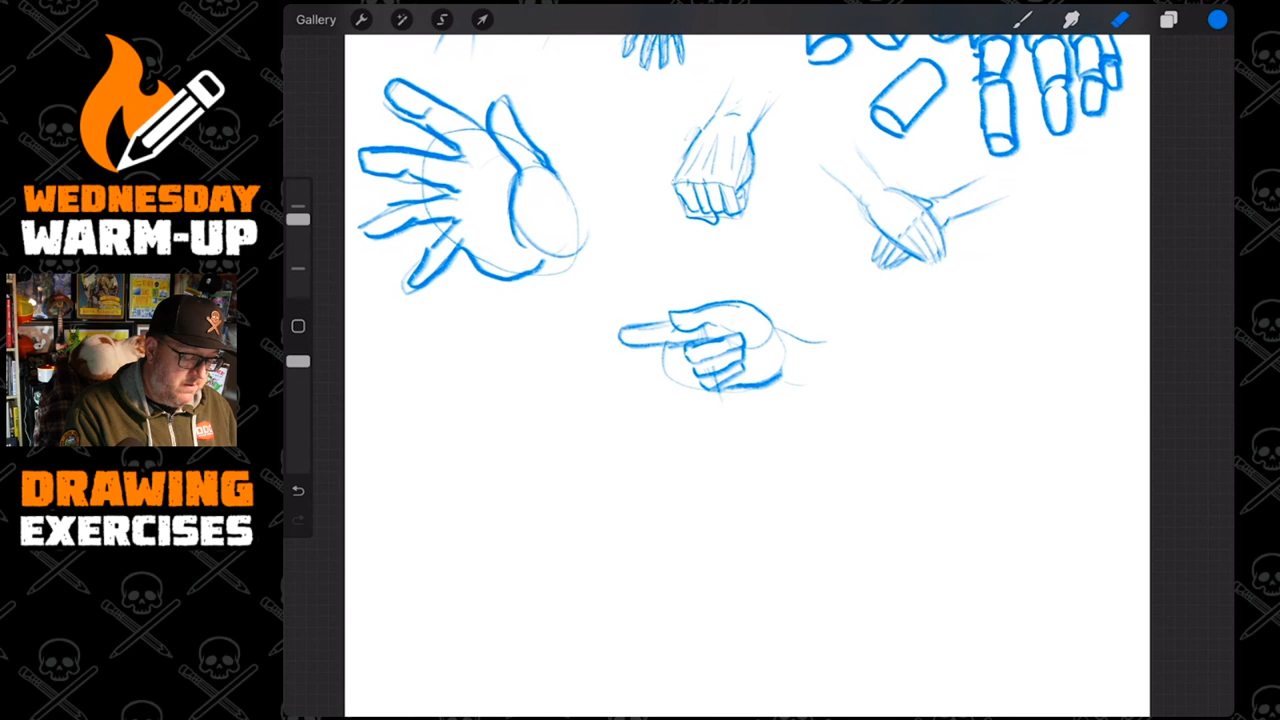 Gallery
WEDNESDAY
WARM-UP
DRAWING
EXERCISES